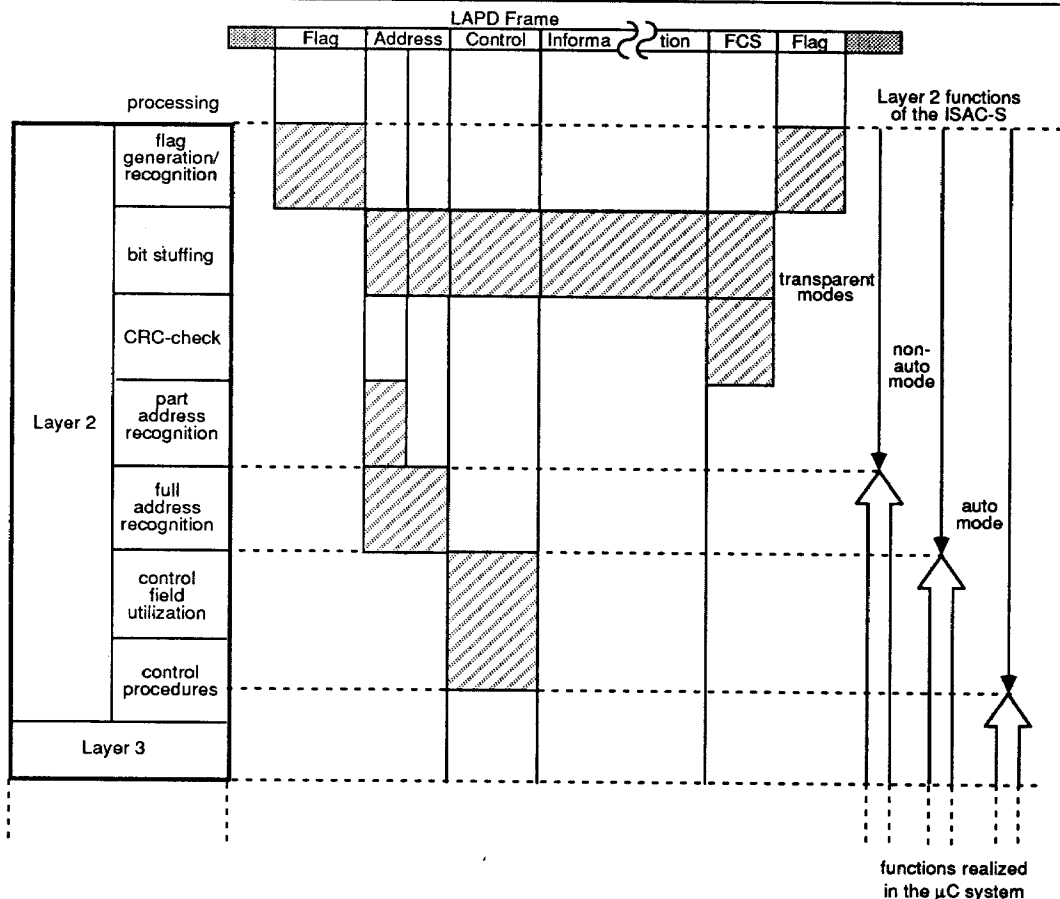 LAPD Frame
Flag Address Control Informa tion FCS Flag
processing
Layer 2 functions
of the ISAC-S
flag
generation/
recognition
bit stuffing
transparent
modes
CRC-check
non-
auto
mode
Layer 2
part
address
recognition
full
address
recognition
auto
mode
control
field
utilization
control
procedures
Layer 3
functions realized
in the µC system